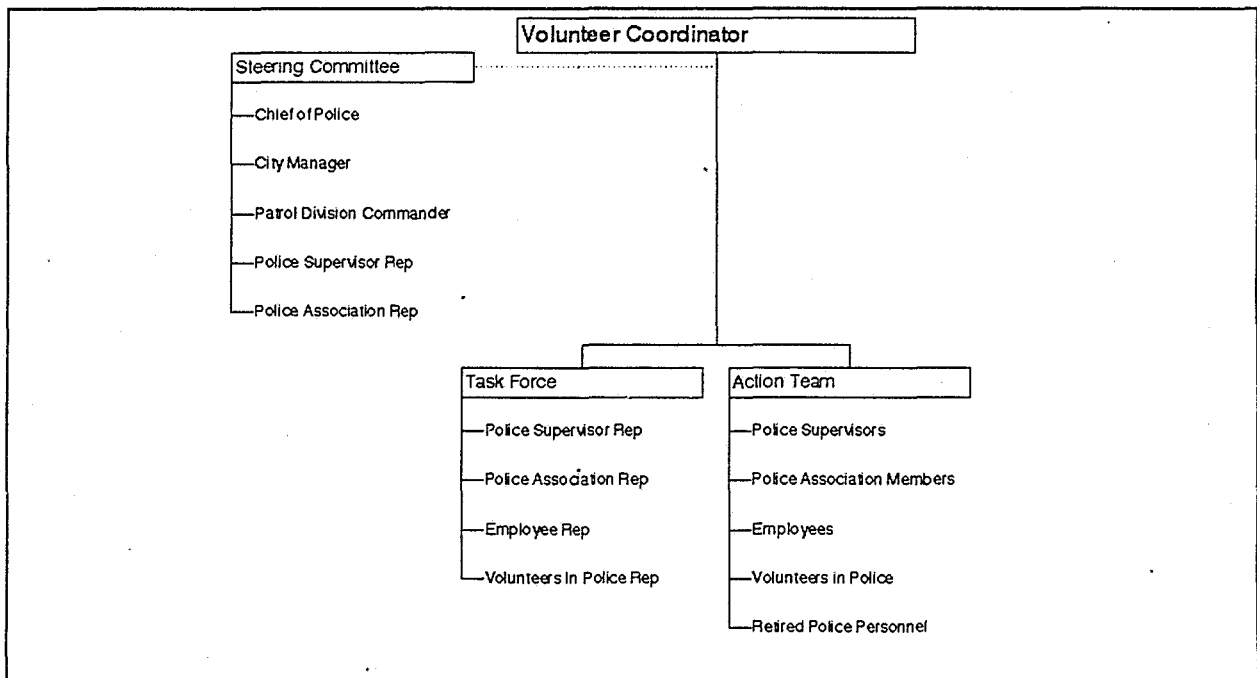 Volunteer Coordinator
Steering Committee
Chief of Police
City Manager
Patrol Division Commander
Police Supervisor Rep
Police Association Rep
Task Force
Police Supervisor Rep
Police Association Rep
Employee Rep
Volunteers In Police Rep
Action Team
Police Supervisors
Police Association Members
Employees
Volunteers in Police
Retired Police Personnel